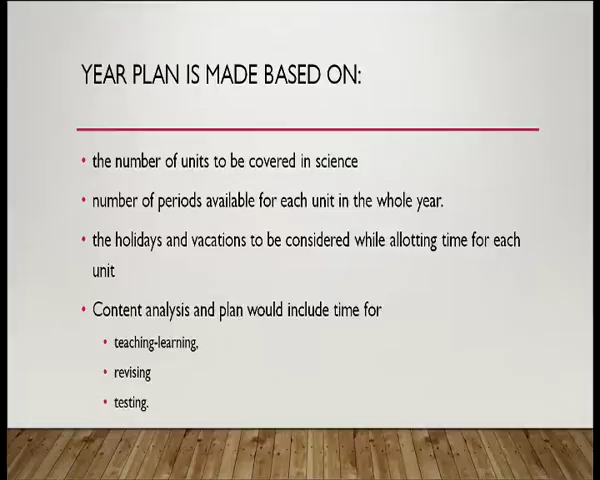 YEAR PLAN IS MADE BASED ON:
• the number of units to be covered in science
• number of periods available for each unit in the whole year.
• the holidays and vacations to be considered while allotting time for each
unit
• Content analysis and plan would include time for
• teaching-learning,
• revising
• testing.